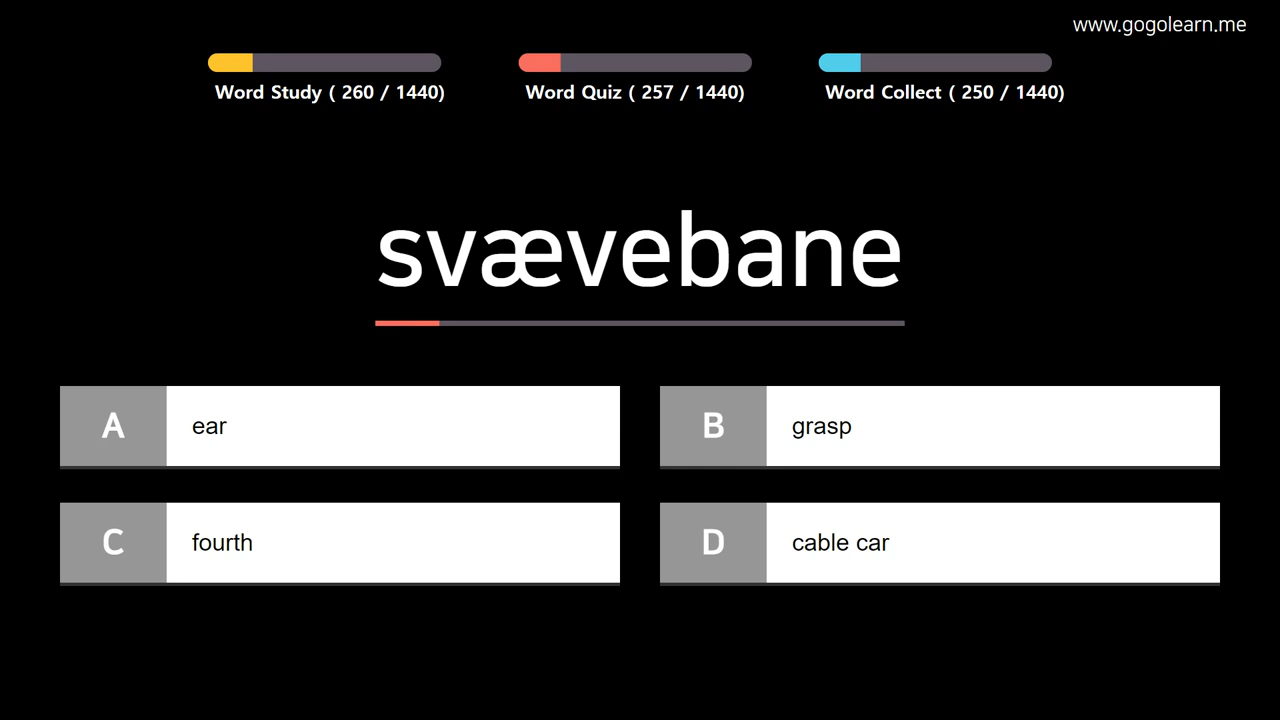 www.gogolearn.me
Word Study ( 260 / 1440)
Word Quiz ( 257 / 1440)
Word Collect ( 250 / 1440)
svævebane
A ear
B grasp
C fourth
D cable car